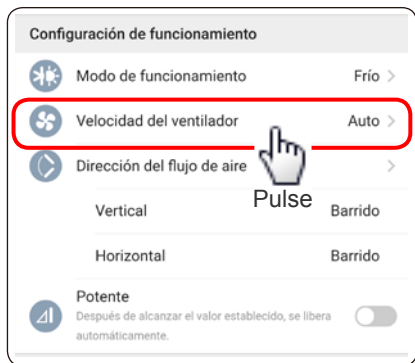 Configuración de funcionamiento
Modo de funcionamiento Frío >
Velocidad del ventilador Auto >
Dirección del flujo de aire >
Pulse
Vertical Barrido
Horizontal Barrido
Potente
Después de alcanzar el valor establecido, se libera
automáticamente.